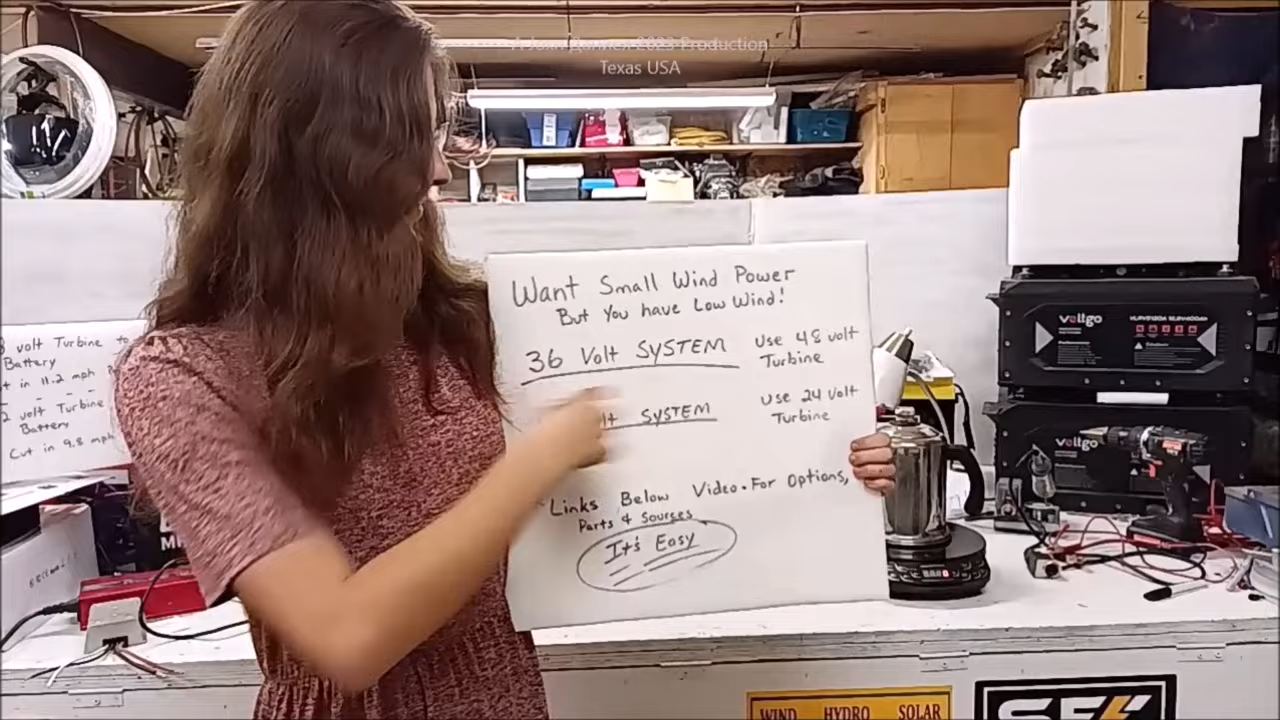 Texas USA
Want Small Wind Power
But You have Low Wind!
36 Volt SYSTEM
Use 48 volt
Turbine
SYSTEM
Use 24 Volt
Turbine
Links Below Video. For Options,
Parts & Sources
It's Easy
volt Turbine to
Battery
in 11.2 mph
volt Turbine
Battery
Cut in 9.8 mph
voltgo
voltgo
WIND HYDRO SOLAR